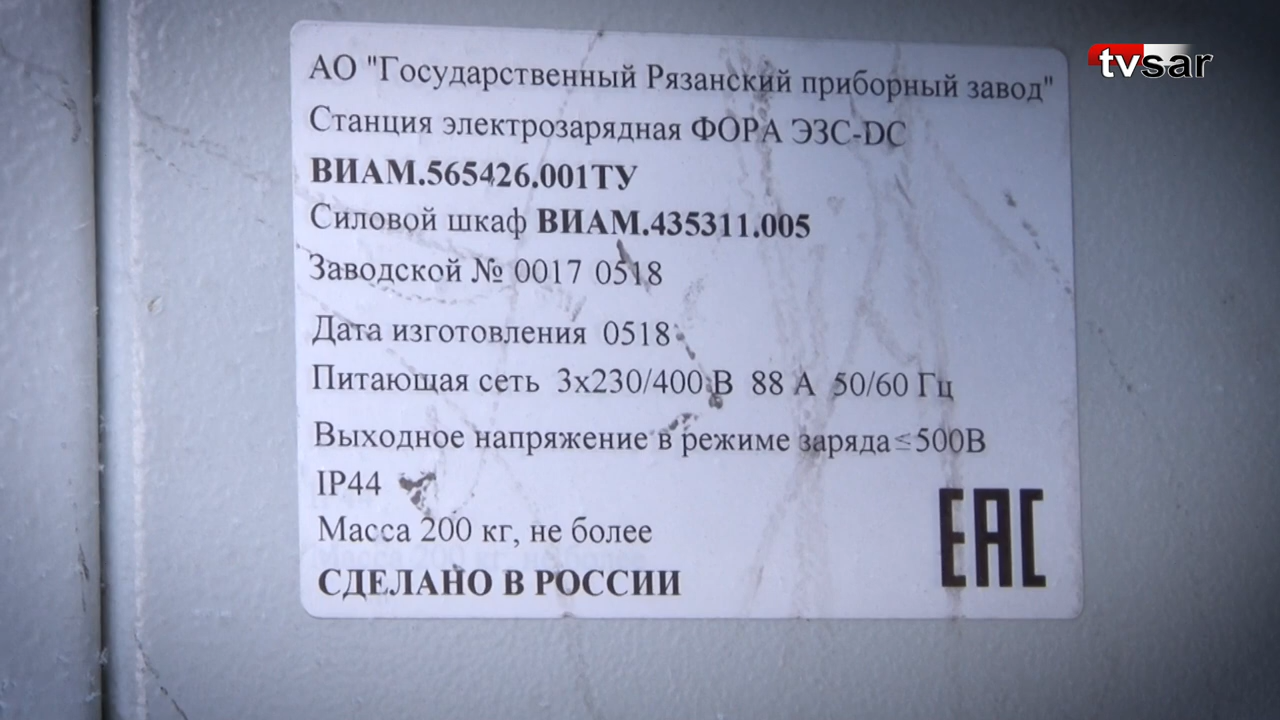 tvsar
АО "Государственный Рязанский приборный завод"
Станция электрозарядная ФОРА ЭЗС-DC
ВИАМ.565426.001ТУ
Силовой шкаф ВИАМ.435311.005
Заводской № 0017 0518
Дата изготовления 0518
Питающая сеть 3х230/400 В 88 А 50/60 Гц
Выходное напряжение в режиме заряда ≤500В
IP44
Масса 200 кг, не более
СДЕЛАНО В РОССИИ
EAC